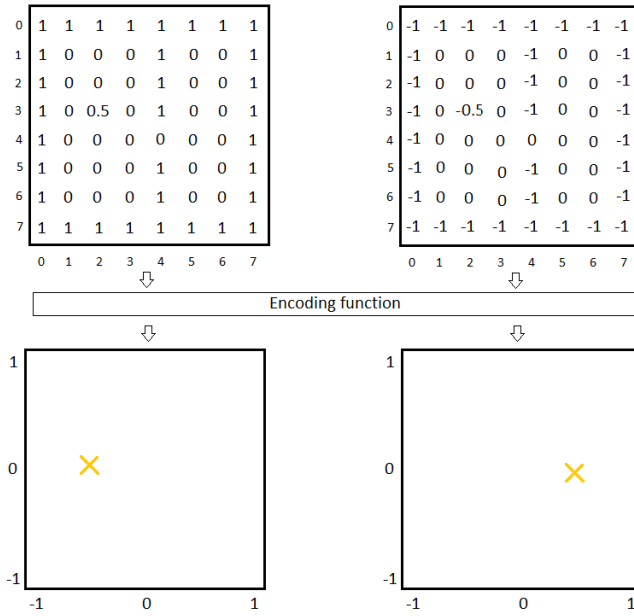 0 1 1 1 1 1 1 1 1
1 1 0 0 0 1 0 0 1
2 1 0 0 0 1 0 0 1
3 1 0 0.5 0 1 0 0 1
4 1 0 0 0 0 0 0 1
5 1 0 0 0 1 0 0 1
6 1 0 0 0 1 0 0 1
7 1 1 1 1 1 1 1 1
0 1 2 3 4 5 6 7
0 -1 -1 -1 -1 -1 -1 -1 -1
1 -1 0 0 0 -1 0 0 -1
2 -1 0 0 0 -1 0 0 -1
3 -1 0 -0.5 0 -1 0 0 -1
4 -1 0 0 0 0 0 0 -1
5 -1 0 0 0 -1 0 0 -1
6 -1 0 0 0 -1 0 0 -1
7 -1 -1 -1 -1 -1 -1 -1 -1
0 1 2 3 4 5 6 7
Encoding function
1
0
-1
-1 0 1
1
0
-1
-1 0 1